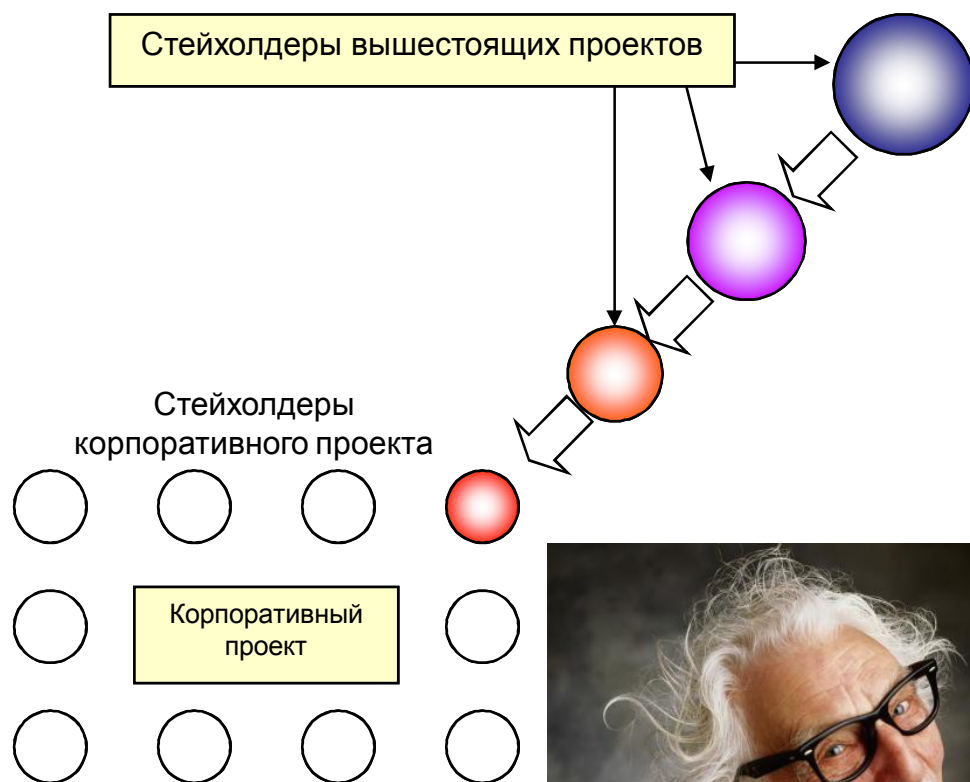 Стейхолдеры вышестоящих проектов
Стейхолдеры
корпоративного проекта
Корпоративный
проект